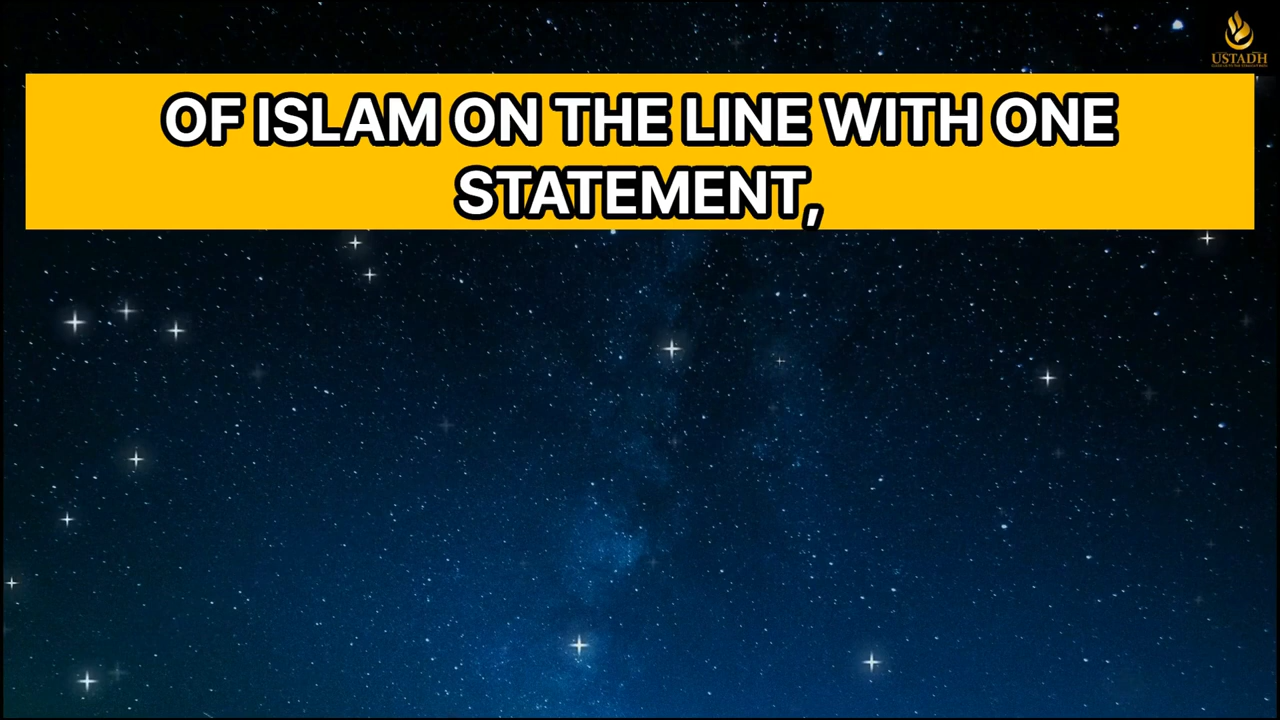 USTADH
OF ISLAM ON THE LINE WITH ONE
STATEMENT,